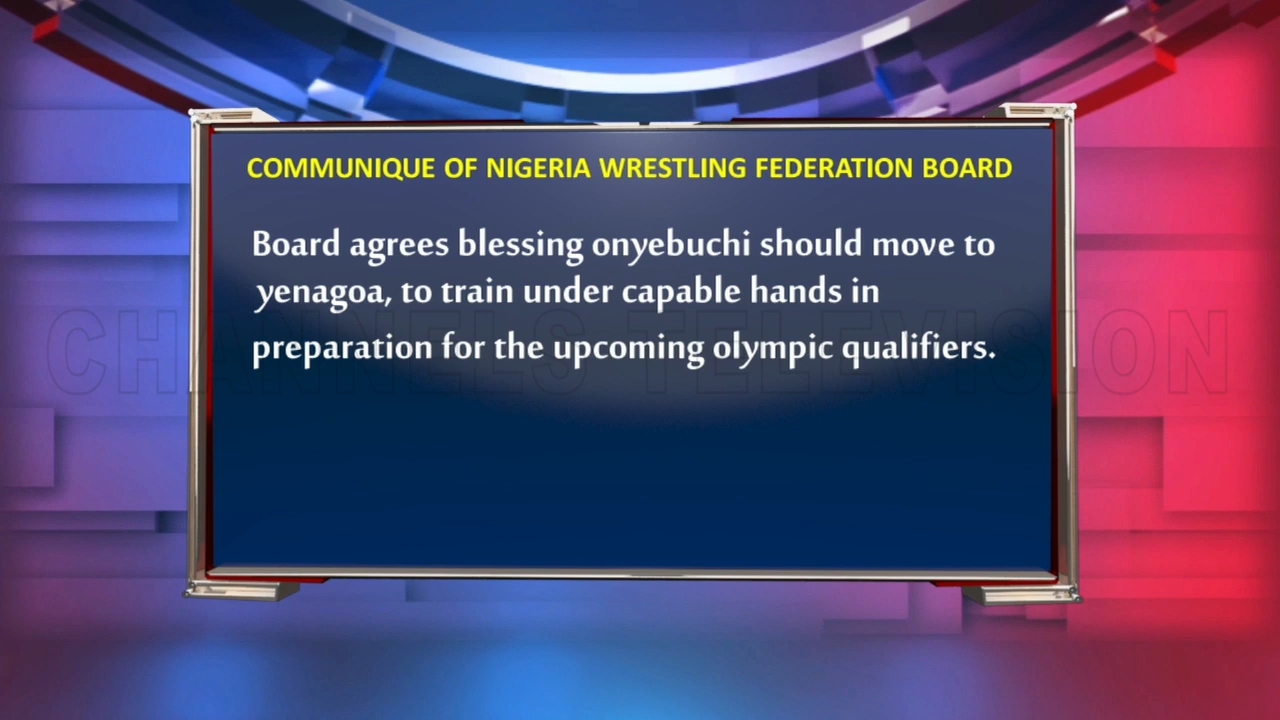 COMMUNIQUE OF NIGERIA WRESTLING FEDERATION BOARD
Board agrees blessing onyebuchi should move to
yenagoa, to train under capable hands in
preparation for the upcoming olympic qualifiers.
CHANNELS TELEVISION